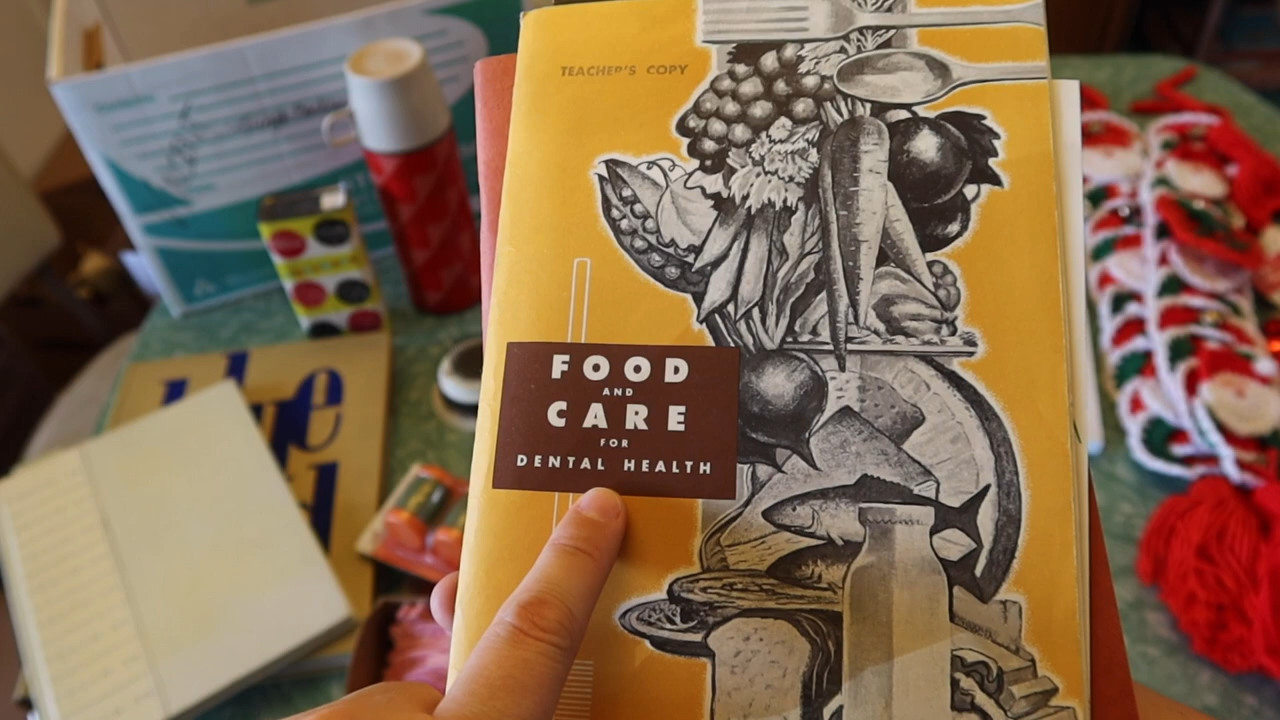 TEACHER'S COPY
FOOD
AND
CARE
FOR
DENTAL HEALTH